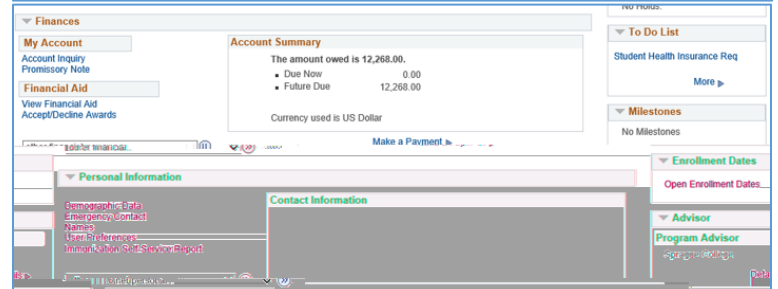 No Holds.
Finances
My Account
Account Inquiry
Promissory Note
Financial Aid
View Financial Aid
Accept/Decline Awards
Account Summary
The amount owed is 12,268.00.
Due Now 0.00
Future Due 12,268.00
Currency used is US Dollar
Make a Payment
To Do List
Student Health Insurance Req
More
Milestones
No Milestones
Personal Information
Demographic Data
Emergency Contact
Names
User Preferences
Immunization Self-Service Report
Contact Information
Enrollment Dates
Open Enrollment Dates
Advisor
Program Advisor